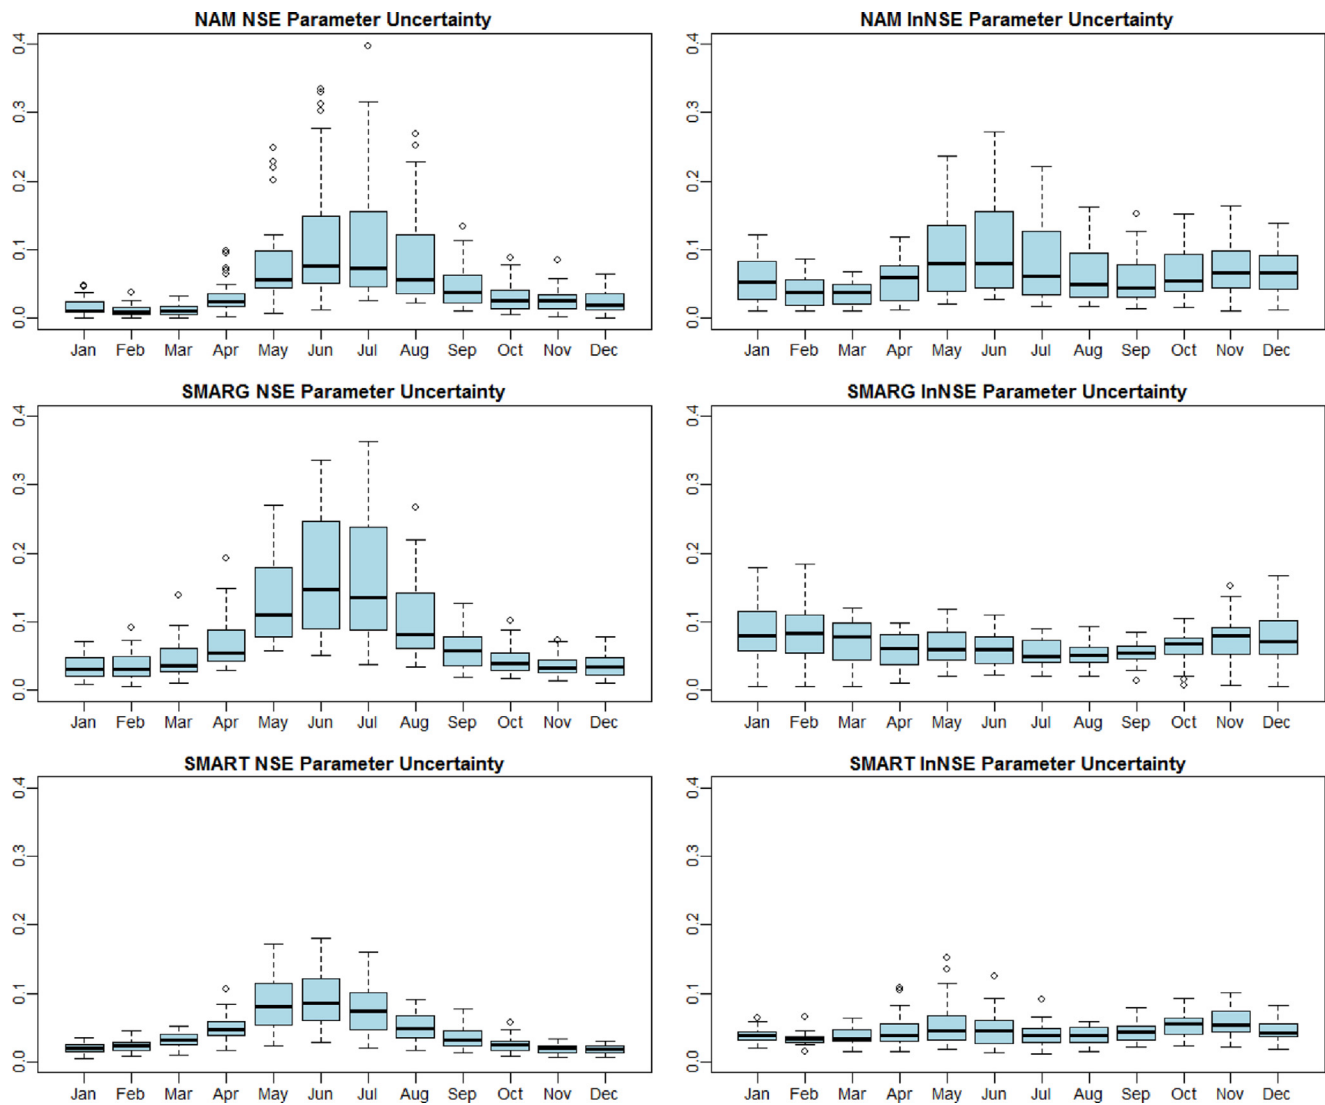 NAM NSE Parameter Uncertainty
0.4
0.3
0.2
0.1
0.0
Jan Feb Mar Apr May Jun Jul Aug Sep Oct Nov Dec
NAM lnNSE Parameter Uncertainty
0.4
0.3
0.2
0.1
0.0
Jan Feb Mar Apr May Jun Jul Aug Sep Oct Nov Dec
SMARG NSE Parameter Uncertainty
0.4
0.3
0.2
0.1
0.0
Jan Feb Mar Apr May Jun Jul Aug Sep Oct Nov Dec
SMARG lnNSE Parameter Uncertainty
0.4
0.3
0.2
0.1
0.0
Jan Feb Mar Apr May Jun Jul Aug Sep Oct Nov Dec
SMART NSE Parameter Uncertainty
0.4
0.3
0.2
0.1
0.0
Jan Feb Mar Apr May Jun Jul Aug Sep Oct Nov Dec
SMART lnNSE Parameter Uncertainty
0.4
0.3
0.2
0.1
0.0
Jan Feb Mar Apr May Jun Jul Aug Sep Oct Nov Dec